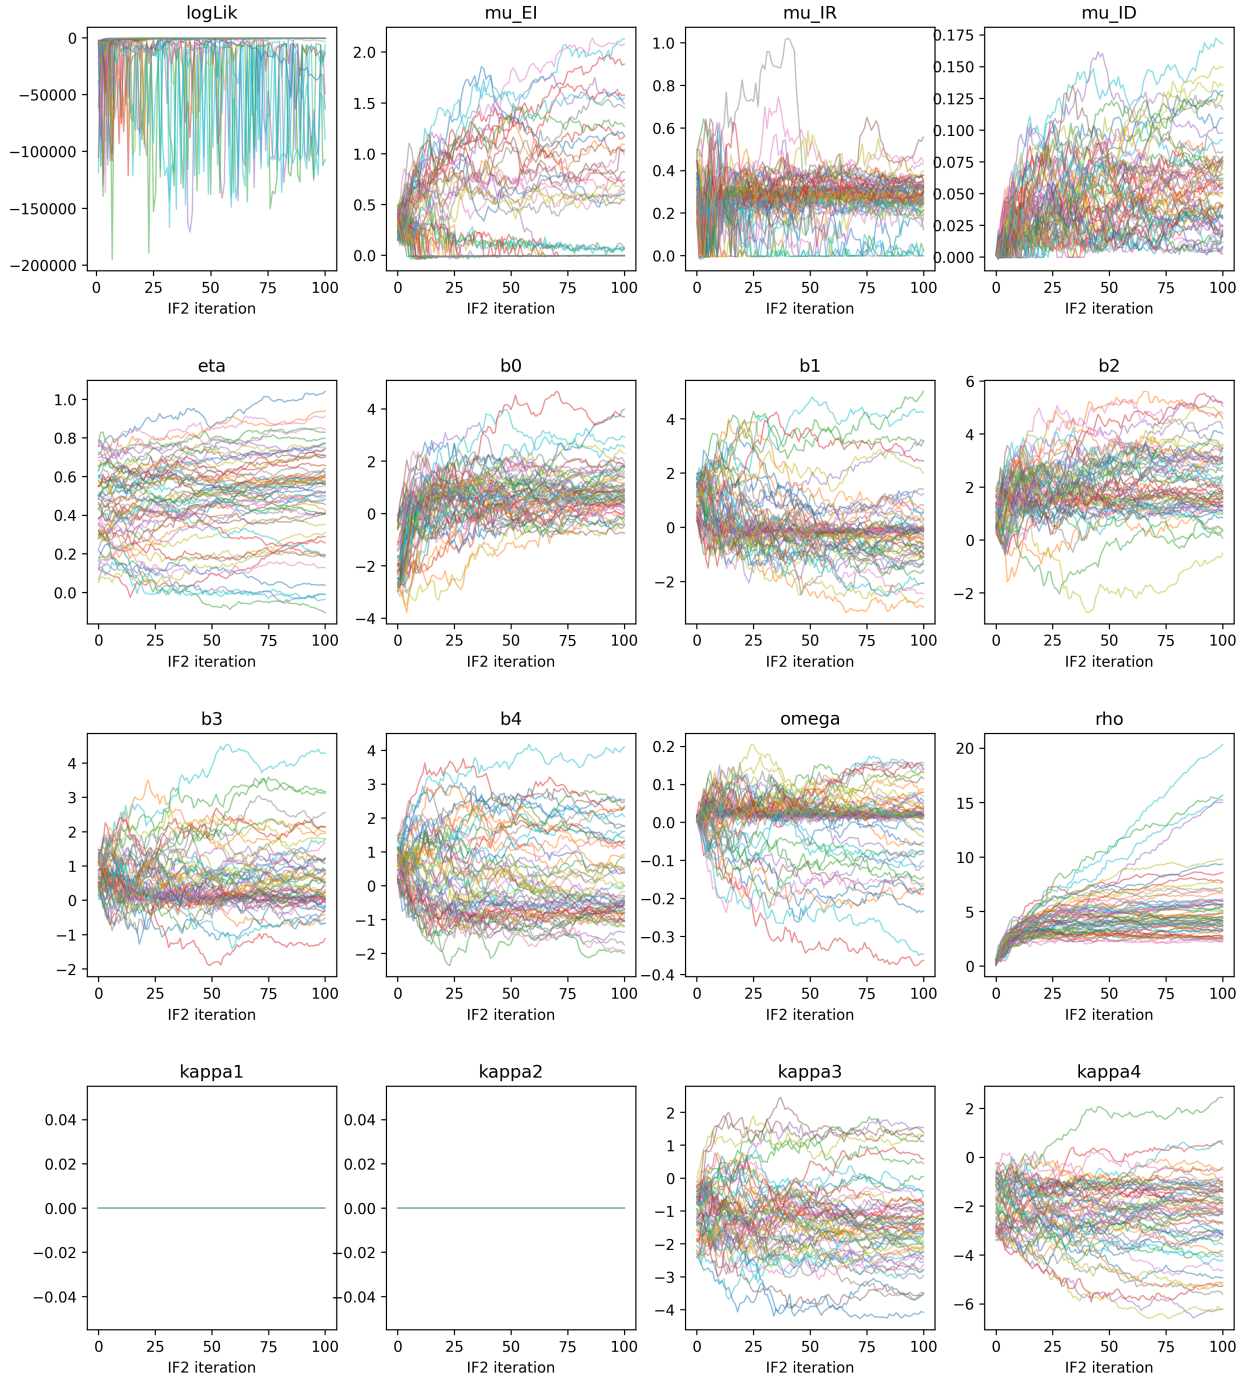 logLik mu_EI mu_IR mu_ID
0 2.0 1.0 0.175
−50000 1.5 0.8 0.150
−100000 1.0 0.6 0.125
−150000 0.5 0.4 0.100
−200000 0.0 0.2 0.075
0.0 0.050
0.025
0.000
0 25 50 75 100 0 25 50 75 100 0 25 50 75 100 0 25 50 75 100
IF2 iteration IF2 iteration IF2 iteration IF2 iteration
eta b0 b1 b2
1.0 4 4 6
0.8 2 2 4
0.6 0 0 2
0.4 −2 −2 0
0.2 −4 −2
0.0
0 25 50 75 100 0 25 50 75 100 0 25 50 75 100 0 25 50 75 100
IF2 iteration IF2 iteration IF2 iteration IF2 iteration
b3 b4 omega rho
4 4 0.2 20
3 3 0.1 15
2 2 0.0 10
1 1 −0.1 5
0 0 −0.2 0
−1 −1 −0.3
−2 −2 −0.4
0 25 50 75 100 0 25 50 75 100 0 25 50 75 100 0 25 50 75 100
IF2 iteration IF2 iteration IF2 iteration IF2 iteration
kappa1 kappa2 kappa3 kappa4
0.04 0.04 2 2
0.02 0.02 1 0
0.00 0.00 0 −2
−0.02 −0.02 −1 −4
−0.04 −0.04 −2 −6
−3
−4
0 25 50 75 100 0 25 50 75 100 0 25 50 75 100 0 25 50 75 100
IF2 iteration IF2 iteration IF2 iteration IF2 iteration